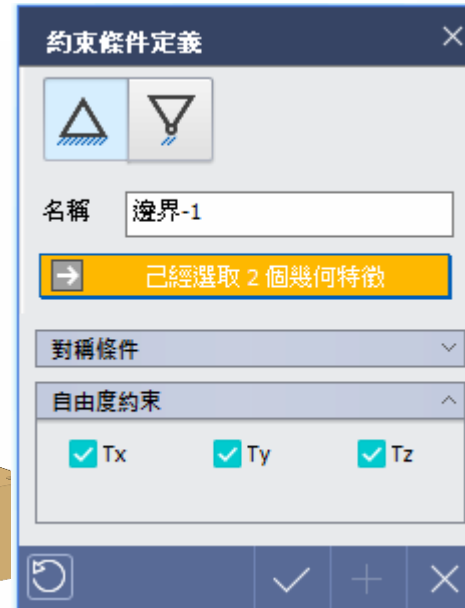 約束條件定義
名稱 邊界-1
已經選取 2 個幾何特徵
對稱條件
自由度約束
Tx Ty Tz